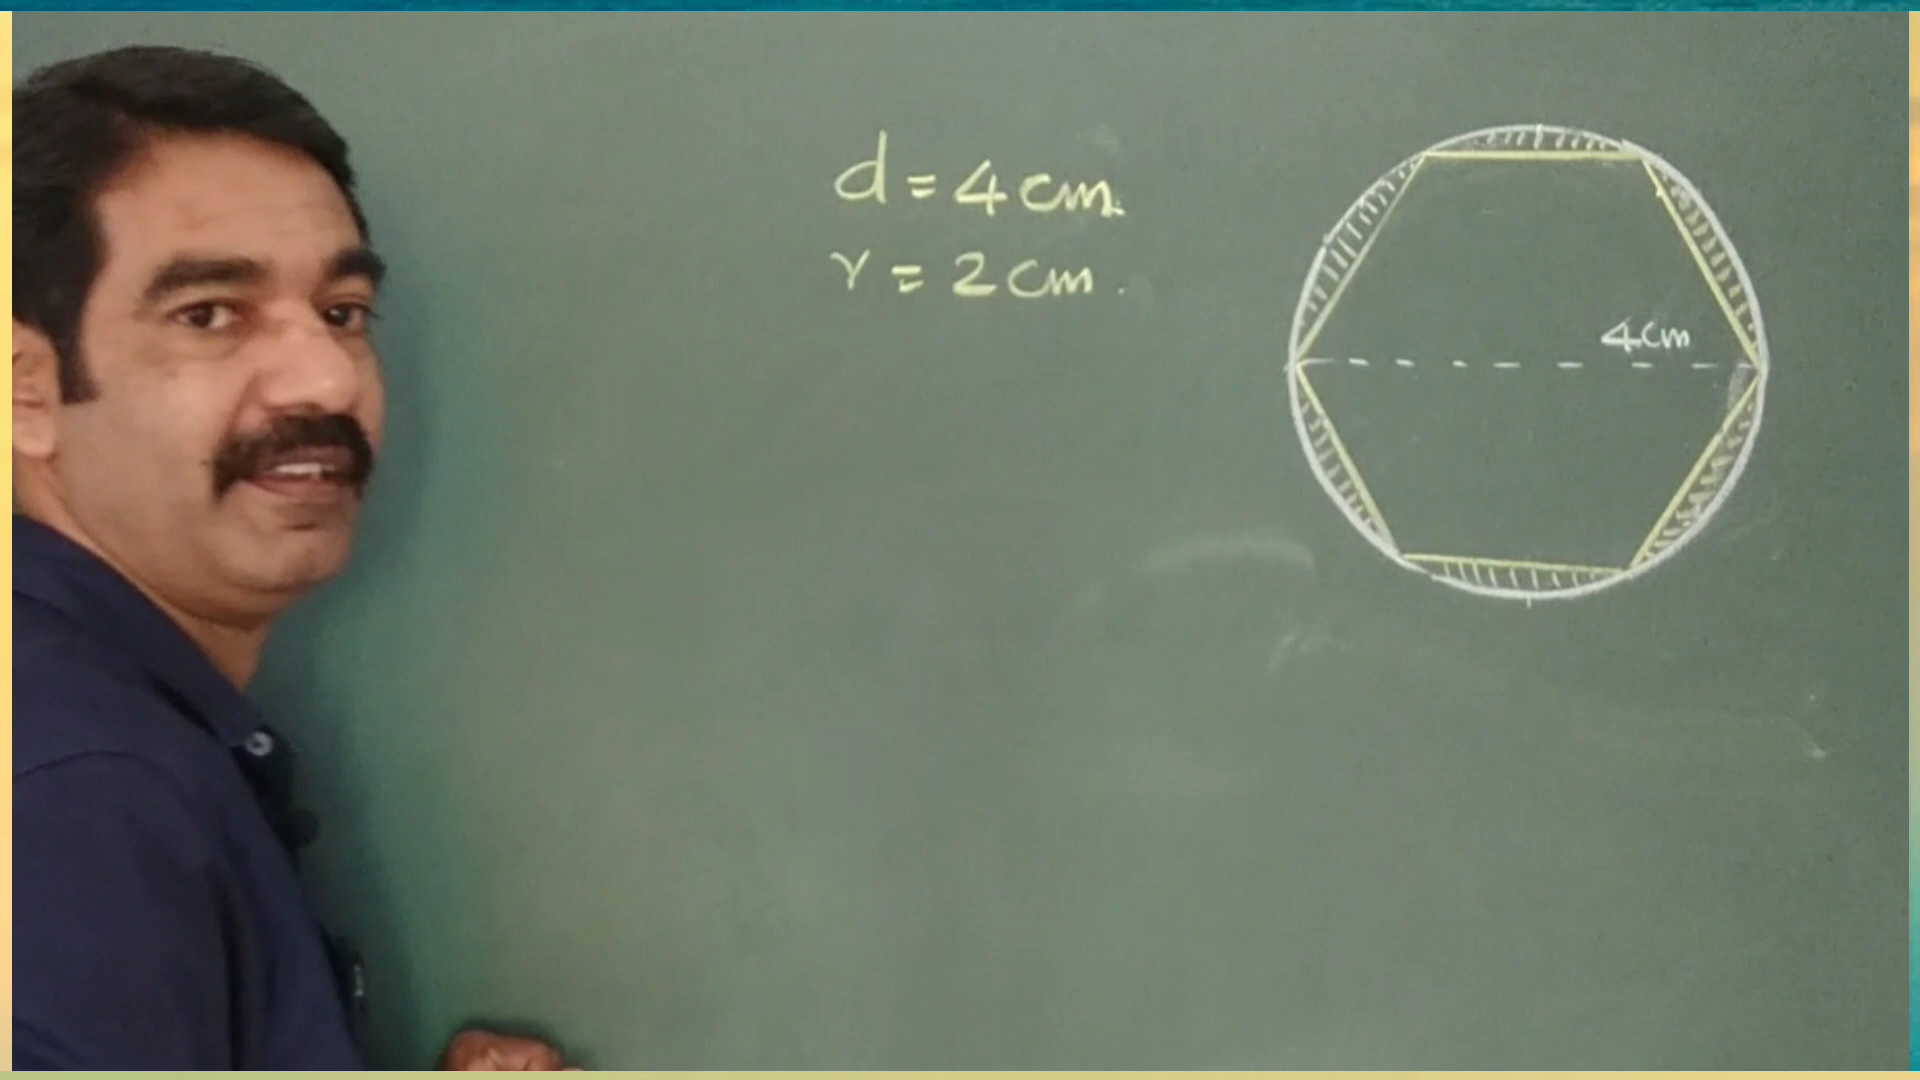 d = 4 cm.
r = 2 cm.
4 cm